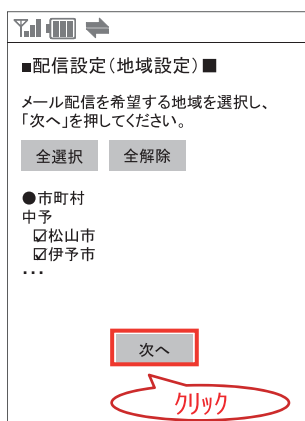 ■配信設定(地域設定)■
メール配信を希望する地域を選択し、
「次へ」を押してください。
全選択 全解除
●市町村
中予
☑松山市
☑伊予市
･･･
次へ
クリック